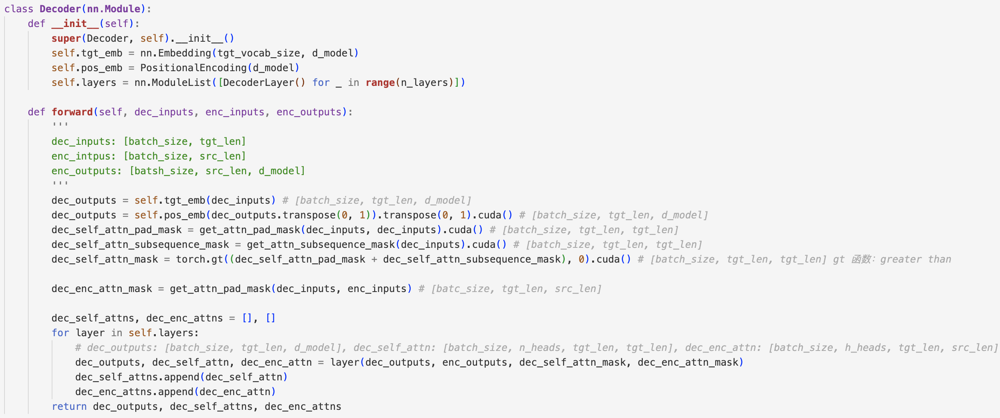 class Decoder(nn.Module):
    def __init__(self):
        super(Decoder, self).__init__()
        self.tgt_emb = nn.Embedding(tgt_vocab_size, d_model)
        self.pos_emb = PositionalEncoding(d_model)
        self.layers = nn.ModuleList([DecoderLayer() for _ in range(n_layers)])

    def forward(self, dec_inputs, enc_inputs, enc_outputs):
        '''
        dec_inputs: [batch_size, tgt_len]
        enc_intpus: [batch_size, src_len]
        enc_outputs: [batsh_size, src_len, d_model]
        '''
        dec_outputs = self.tgt_emb(dec_inputs) # [batch_size, tgt_len, d_model]
        dec_outputs = self.pos_emb(dec_outputs.transpose(0, 1)).transpose(0, 1).cuda() # [batch_size, tgt_len, d_model]
        dec_self_attn_pad_mask = get_attn_pad_mask(dec_inputs, dec_inputs).cuda() # [batch_size, tgt_len, tgt_len]
        dec_self_attn_subsequence_mask = get_attn_subsequence_mask(dec_inputs).cuda() # [batch_size, tgt_len, tgt_len]
        dec_self_attn_mask = torch.gt((dec_self_attn_pad_mask + dec_self_attn_subsequence_mask), 0).cuda() # [batch_size, tgt_len, tgt_len] gt 函数：greater than

        dec_enc_attn_mask = get_attn_pad_mask(dec_inputs, enc_inputs) # [batc_size, tgt_len, src_len]

        dec_self_attns, dec_enc_attns = [], []
        for layer in self.layers:
            # dec_outputs: [batch_size, tgt_len, d_model], dec_self_attn: [batch_size, n_heads, tgt_len, tgt_len], dec_enc_attn: [batch_size, h_heads, tgt_len, src_len]
            dec_outputs, dec_self_attn, dec_enc_attn = layer(dec_outputs, enc_outputs, dec_self_attn_mask, dec_enc_attn_mask)
            dec_self_attns.append(dec_self_attn)
            dec_enc_attns.append(dec_enc_attn)
        return dec_outputs, dec_self_attns, dec_enc_attns